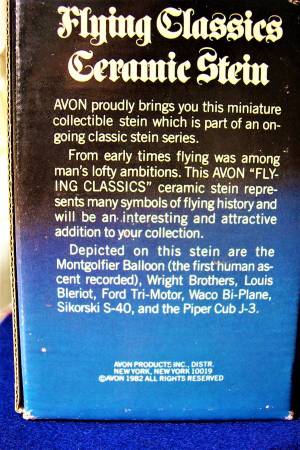 Flying Classics
Ceramic Stein
AVON proudly brings you this miniature
collectible stein which is part of an on-
going classic stein series.
From early times flying was among
man's lofty ambitions. This AVON "FLY-
ING CLASSICS" ceramic stein repre-
sents many symbols of flying history and
will be an interesting and attractive
addition to your collection.
Depicted on this stein are the
Montgolfier Balloon (the first human as-
cent recorded), Wright Brothers, Louis
Bleriot, Ford Tri-Motor, Waco Bi-Plane,
Sikorski S-40, and the Piper Cub J-3.
AVON PRODUCTS INC., DISTR.
NEW YORK, NEW YORK 10019
©AVON 1982 ALL RIGHTS RESERVED